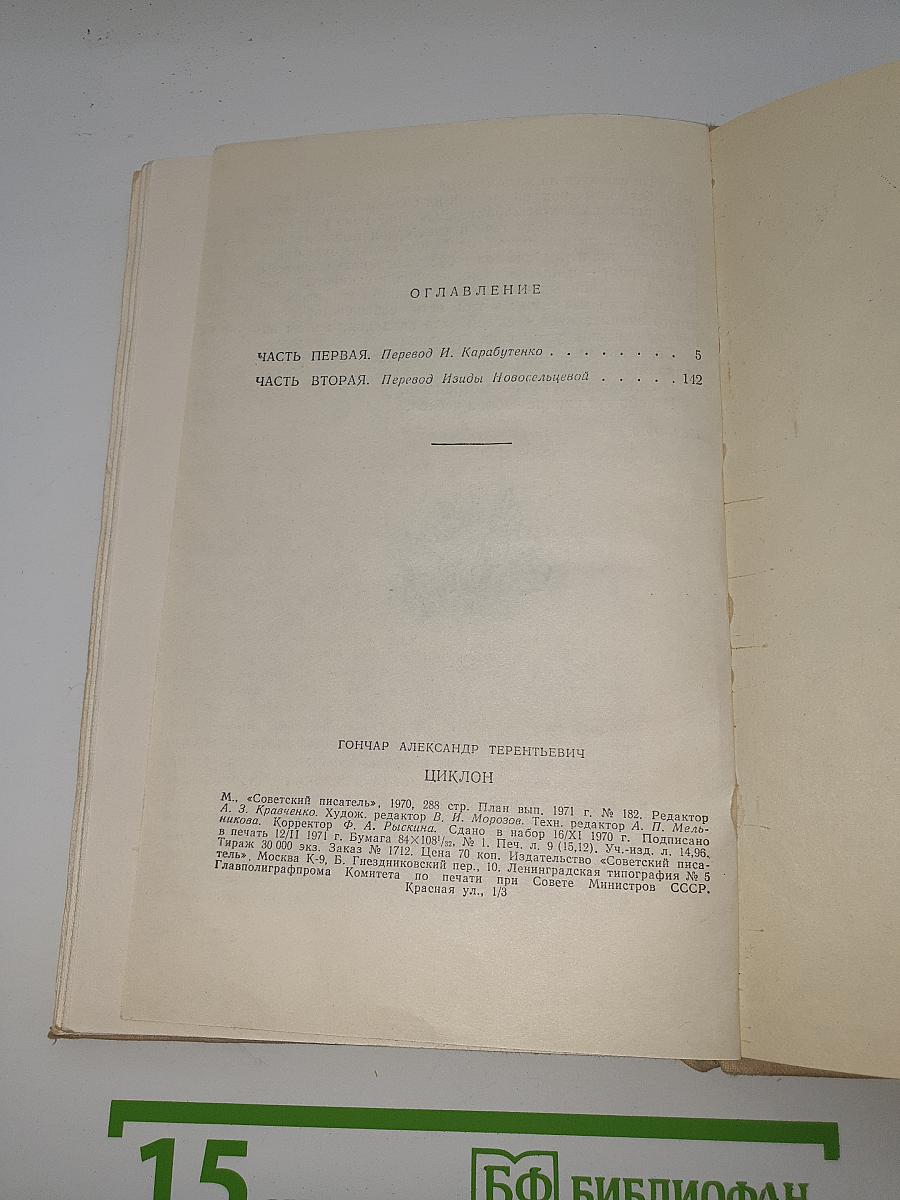 ОГЛАВЛЕНИЕ
ЧАСТЬ ПЕРВАЯ. Перевод И. Карабутенко . . . . . . . . 5
ЧАСТЬ ВТОРАЯ. Перевод Изиды Новосельцевой . . . . . 142
ГОНЧАР АЛЕКСАНДР ТЕРЕНТЬЕВИЧ
ЦИКЛОН
М., «Советский писатель», 1970, 288 стр. План вып. 1971 г. № 182. Редактор
А. З. Кравченко. Худож. редактор В. И. Морозов. Техн. редактор А. П. Мель-
никова. Корректор Ф. А. Рыскина. Сдано в набор 16/XI 1970 г. Подписано
в печать 12/II 1971 г. Бумага 84×108¹/₃₂, № 1. Печ. л. 9 (15,12). Уч.-изд. л. 14,96.
Тираж 30 000 экз. Заказ № 1712. Цена 70 коп. Издательство «Советский писа-
тель». Москва К-9, Б. Гнездниковский пер., 10. Ленинградская типография № 5
Главполиграфпрома Комитета по печати при Совете Министров СССР.
Красная ул., 1/3
15
БФ БИБЛИОФАН